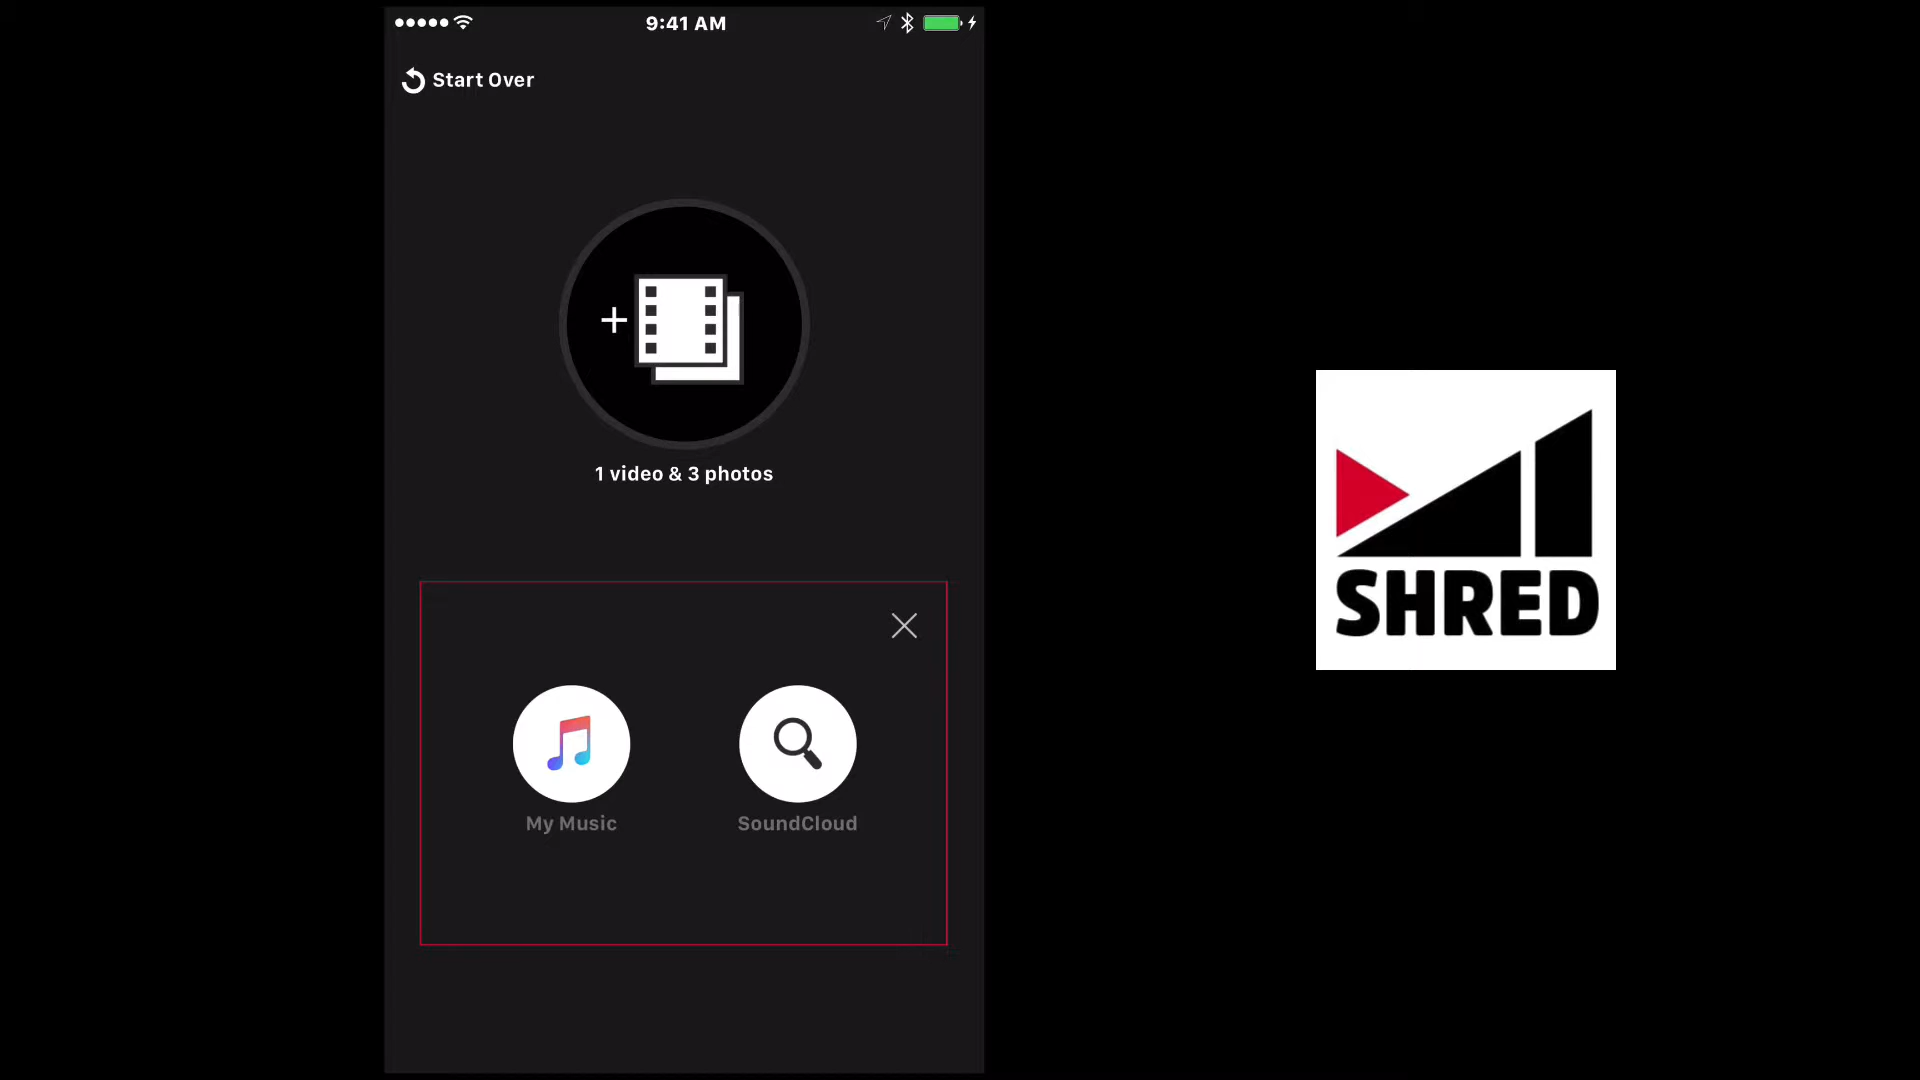 9:41 AM
Start Over
1 video & 3 photos
My Music
SoundCloud
SHRED